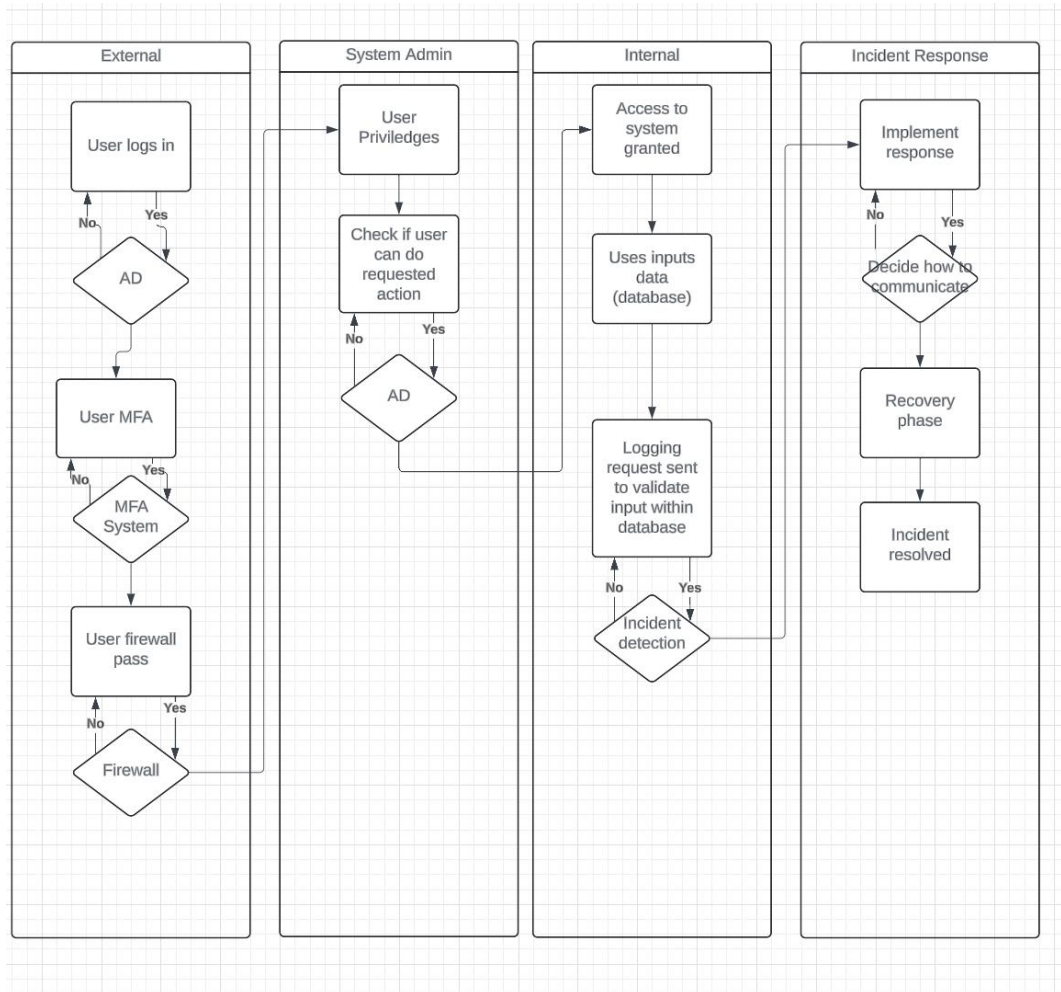 External
User logs in
No
Yes
AD
User MFA
No
Yes
MFA
System
User firewall
pass
No
Yes
Firewall
System Admin
User
Priviledges
Check if user
can do
requested
action
No
Yes
AD
Internal
Access to
system
granted
Uses inputs
data
(database)
Logging
request sent
to validate
input within
database
No
Yes
Incident
detection
Incident Response
Implement
response
No
Yes
Decide how to
communicate
Recovery
phase
Incident
resolved